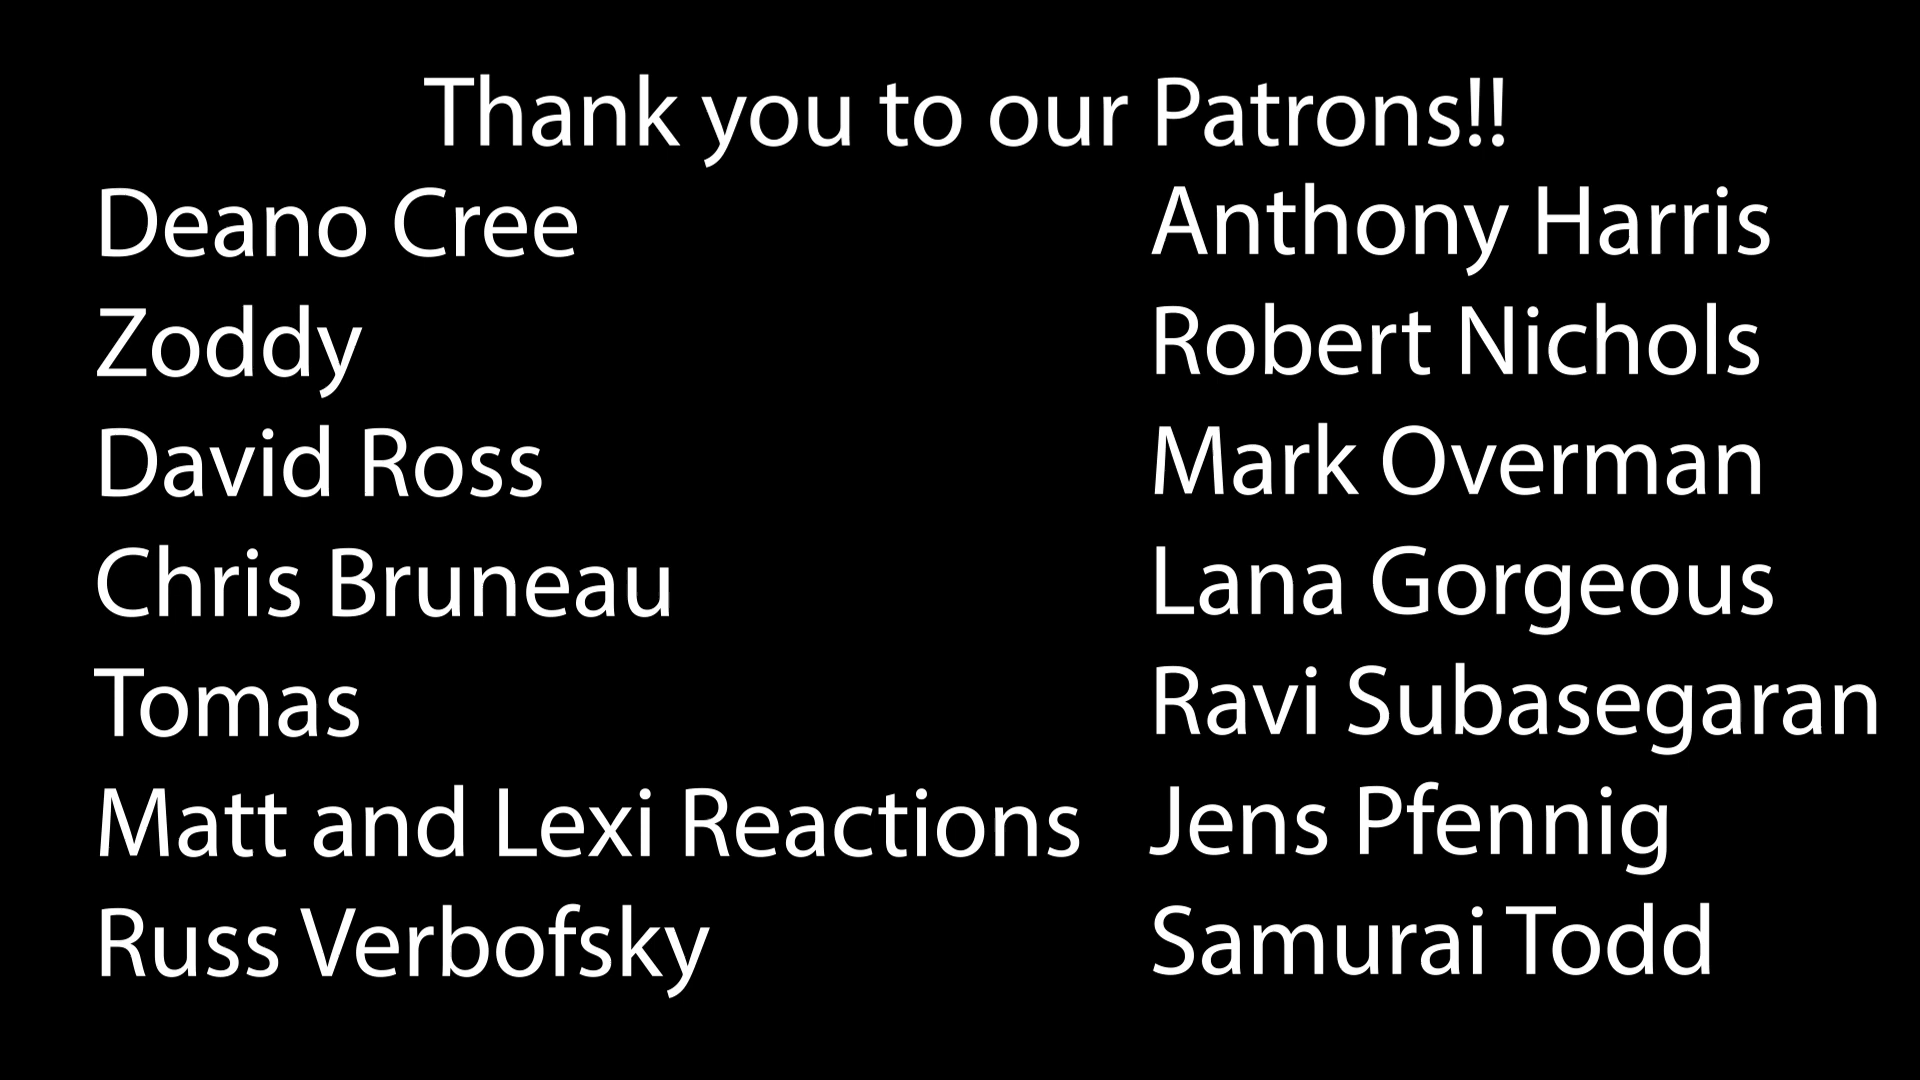 Thank you to our Patrons!!
Deano Cree
Zoddy
David Ross
Chris Bruneau
Tomas
Matt and Lexi Reactions
Russ Verbofsky
Anthony Harris
Robert Nichols
Mark Overman
Lana Gorgeous
Ravi Subasegaran
Jens Pfennig
Samurai Todd